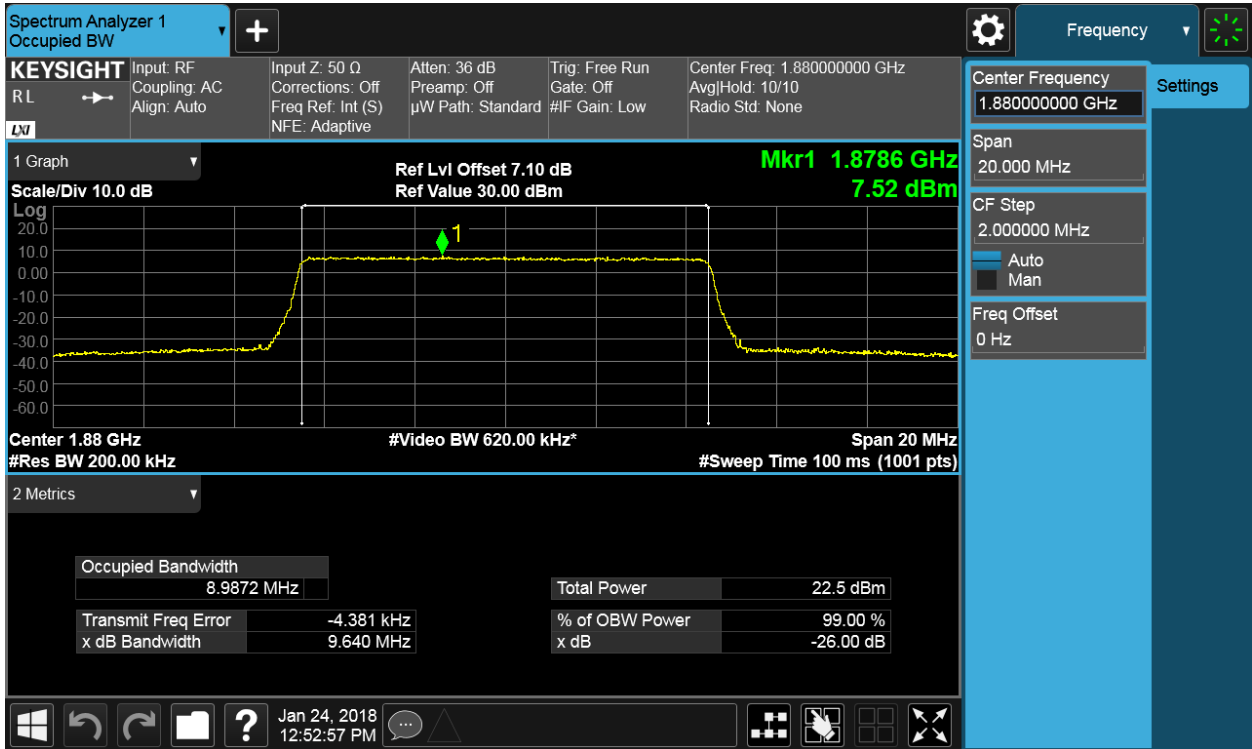 Spectrum Analyzer 1
Occupied BW
+
Frequency
KEYSIGHT
R L
LXI
Input: RF
Coupling: AC
Align: Auto
Input Z: 50 Ω
Corrections: Off
Freq Ref: Int (S)
NFE: Adaptive
Atten: 36 dB
Preamp: Off
µW Path: Standard
Trig: Free Run
Gate: Off
#IF Gain: Low
Center Freq: 1.880000000 GHz
Avg|Hold: 10/10
Radio Std: None
Center Frequency
1.880000000 GHz
Settings
Span
20.000 MHz
CF Step
2.000000 MHz
Auto
Man
Freq Offset
0 Hz
1 Graph
Scale/Div 10.0 dB
Ref Lvl Offset 7.10 dB
Ref Value 30.00 dBm
Mkr1 1.8786 GHz
7.52 dBm
Log
20.0
10.0
0.00
-10.0
-20.0
-30.0
-40.0
-50.0
-60.0
1
Center 1.88 GHz
#Video BW 620.00 kHz*
Span 20 MHz
#Res BW 200.00 kHz
#Sweep Time 100 ms (1001 pts)
2 Metrics
Occupied Bandwidth
8.9872 MHz
Total Power 22.5 dBm
Transmit Freq Error -4.381 kHz
% of OBW Power 99.00 %
x dB Bandwidth 9.640 MHz
x dB -26.00 dB
?
Jan 24, 2018
12:52:57 PM